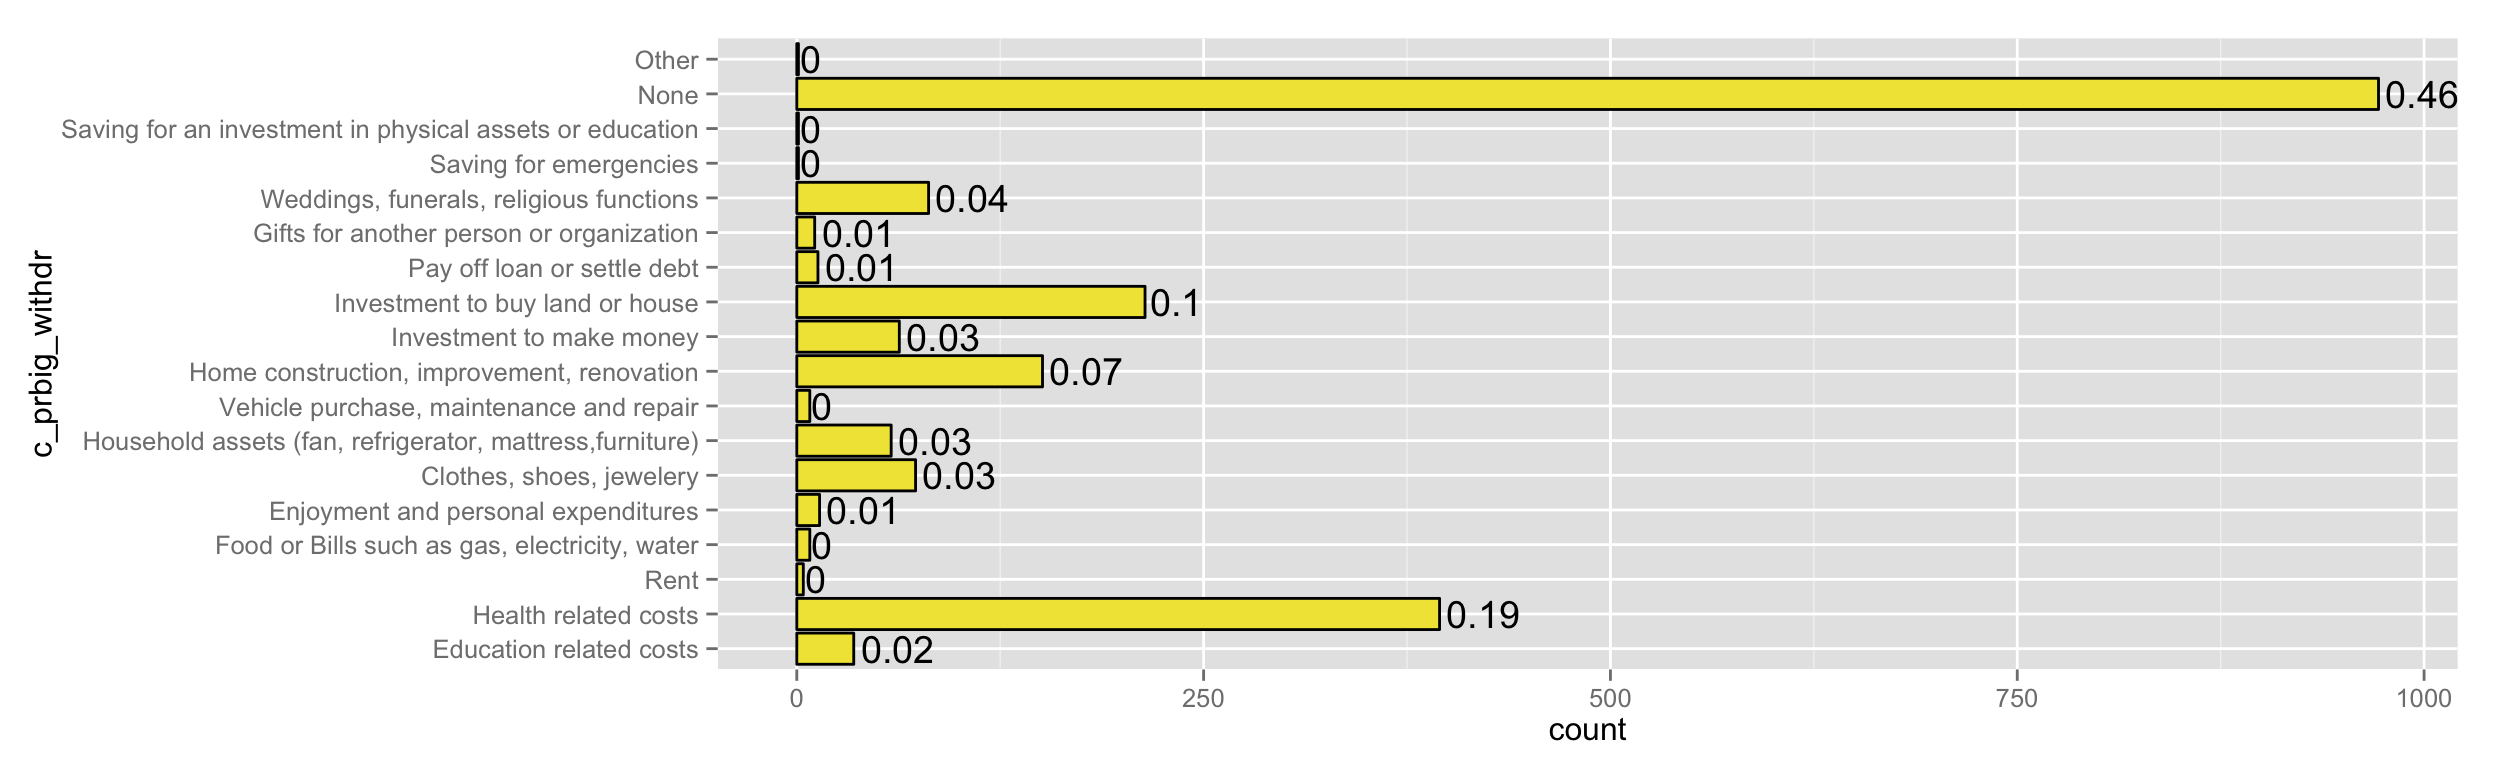 Other
0
None
0.46
Saving for an investment in physical assets or education
0
Saving for emergencies
0
Weddings, funerals, religious functions
0.04
Gifts for another person or organization
0.01
Pay off loan or settle debt
0.01
Investment to buy land or house
0.1
Investment to make money
0.03
Home construction, improvement, renovation
0.07
Vehicle purchase, maintenance and repair
0
Household assets (fan, refrigerator, mattress,furniture)
0.03
Clothes, shoes, jewelery
0.03
Enjoyment and personal expenditures
0.01
Food or Bills such as gas, electricity, water
0
Rent
0
Health related costs
0.19
Education related costs
0.02
c_prbig_withdr
0 250 500 750 1000
count